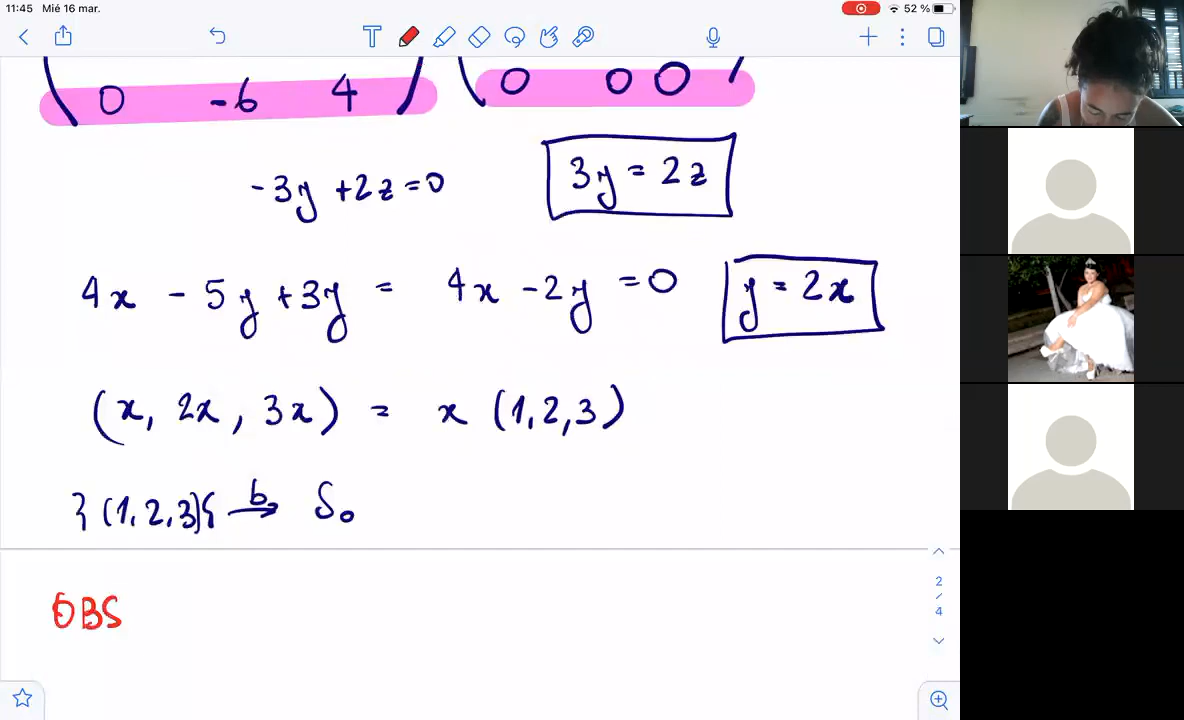 11:45 Mié 16 mar.
52 %
0 -6 4 0 0 0
-3y +2z = 0 3y = 2z
4x - 5y + 3y = 4x - 2y = 0 y = 2x
(x, 2x, 3x) = x (1,2,3)
}(1,2,3){ b. → S₀
2
/
4
OBS